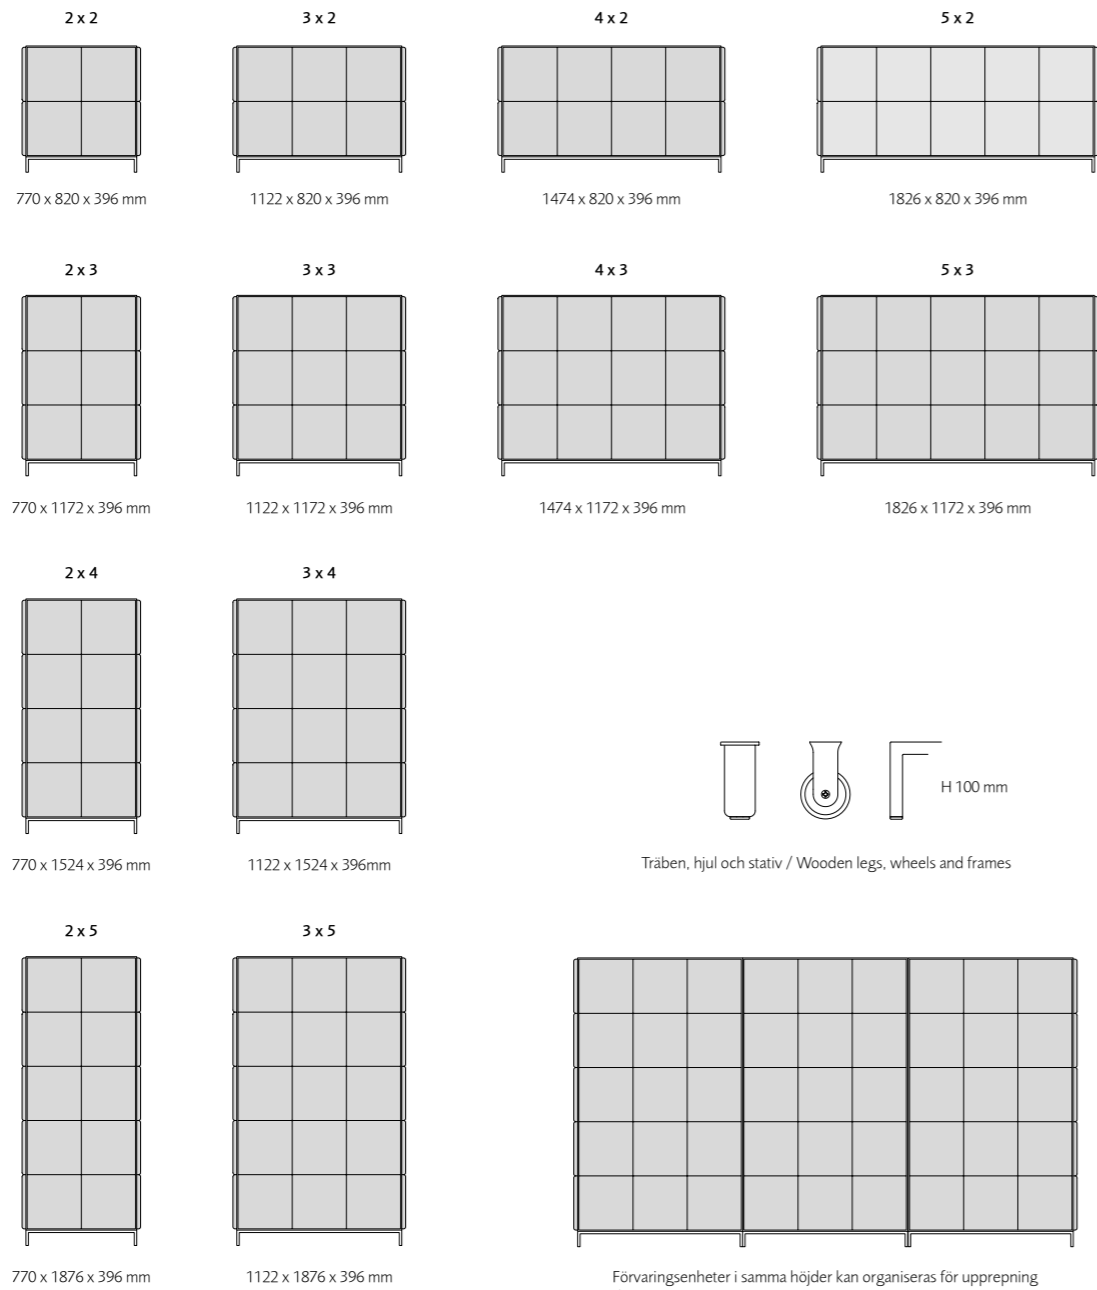 2 x 2
3 x 2
4 x 2
5 x 2
770 x 820 x 396 mm
1122 x 820 x 396 mm
1474 x 820 x 396 mm
1826 x 820 x 396 mm
2 x 3
3 x 3
4 x 3
5 x 3
770 x 1172 x 396 mm
1122 x 1172 x 396 mm
1474 x 1172 x 396 mm
1826 x 1172 x 396 mm
2 x 4
3 x 4
H 100 mm
770 x 1524 x 396 mm
1122 x 1524 x 396mm
Träben, hjul och stativ / Wooden legs, wheels and frames
2 x 5
3 x 5
770 x 1876 x 396 mm
1122 x 1876 x 396 mm
Förvaringsenheter i samma höjder kan organiseras för upprepning